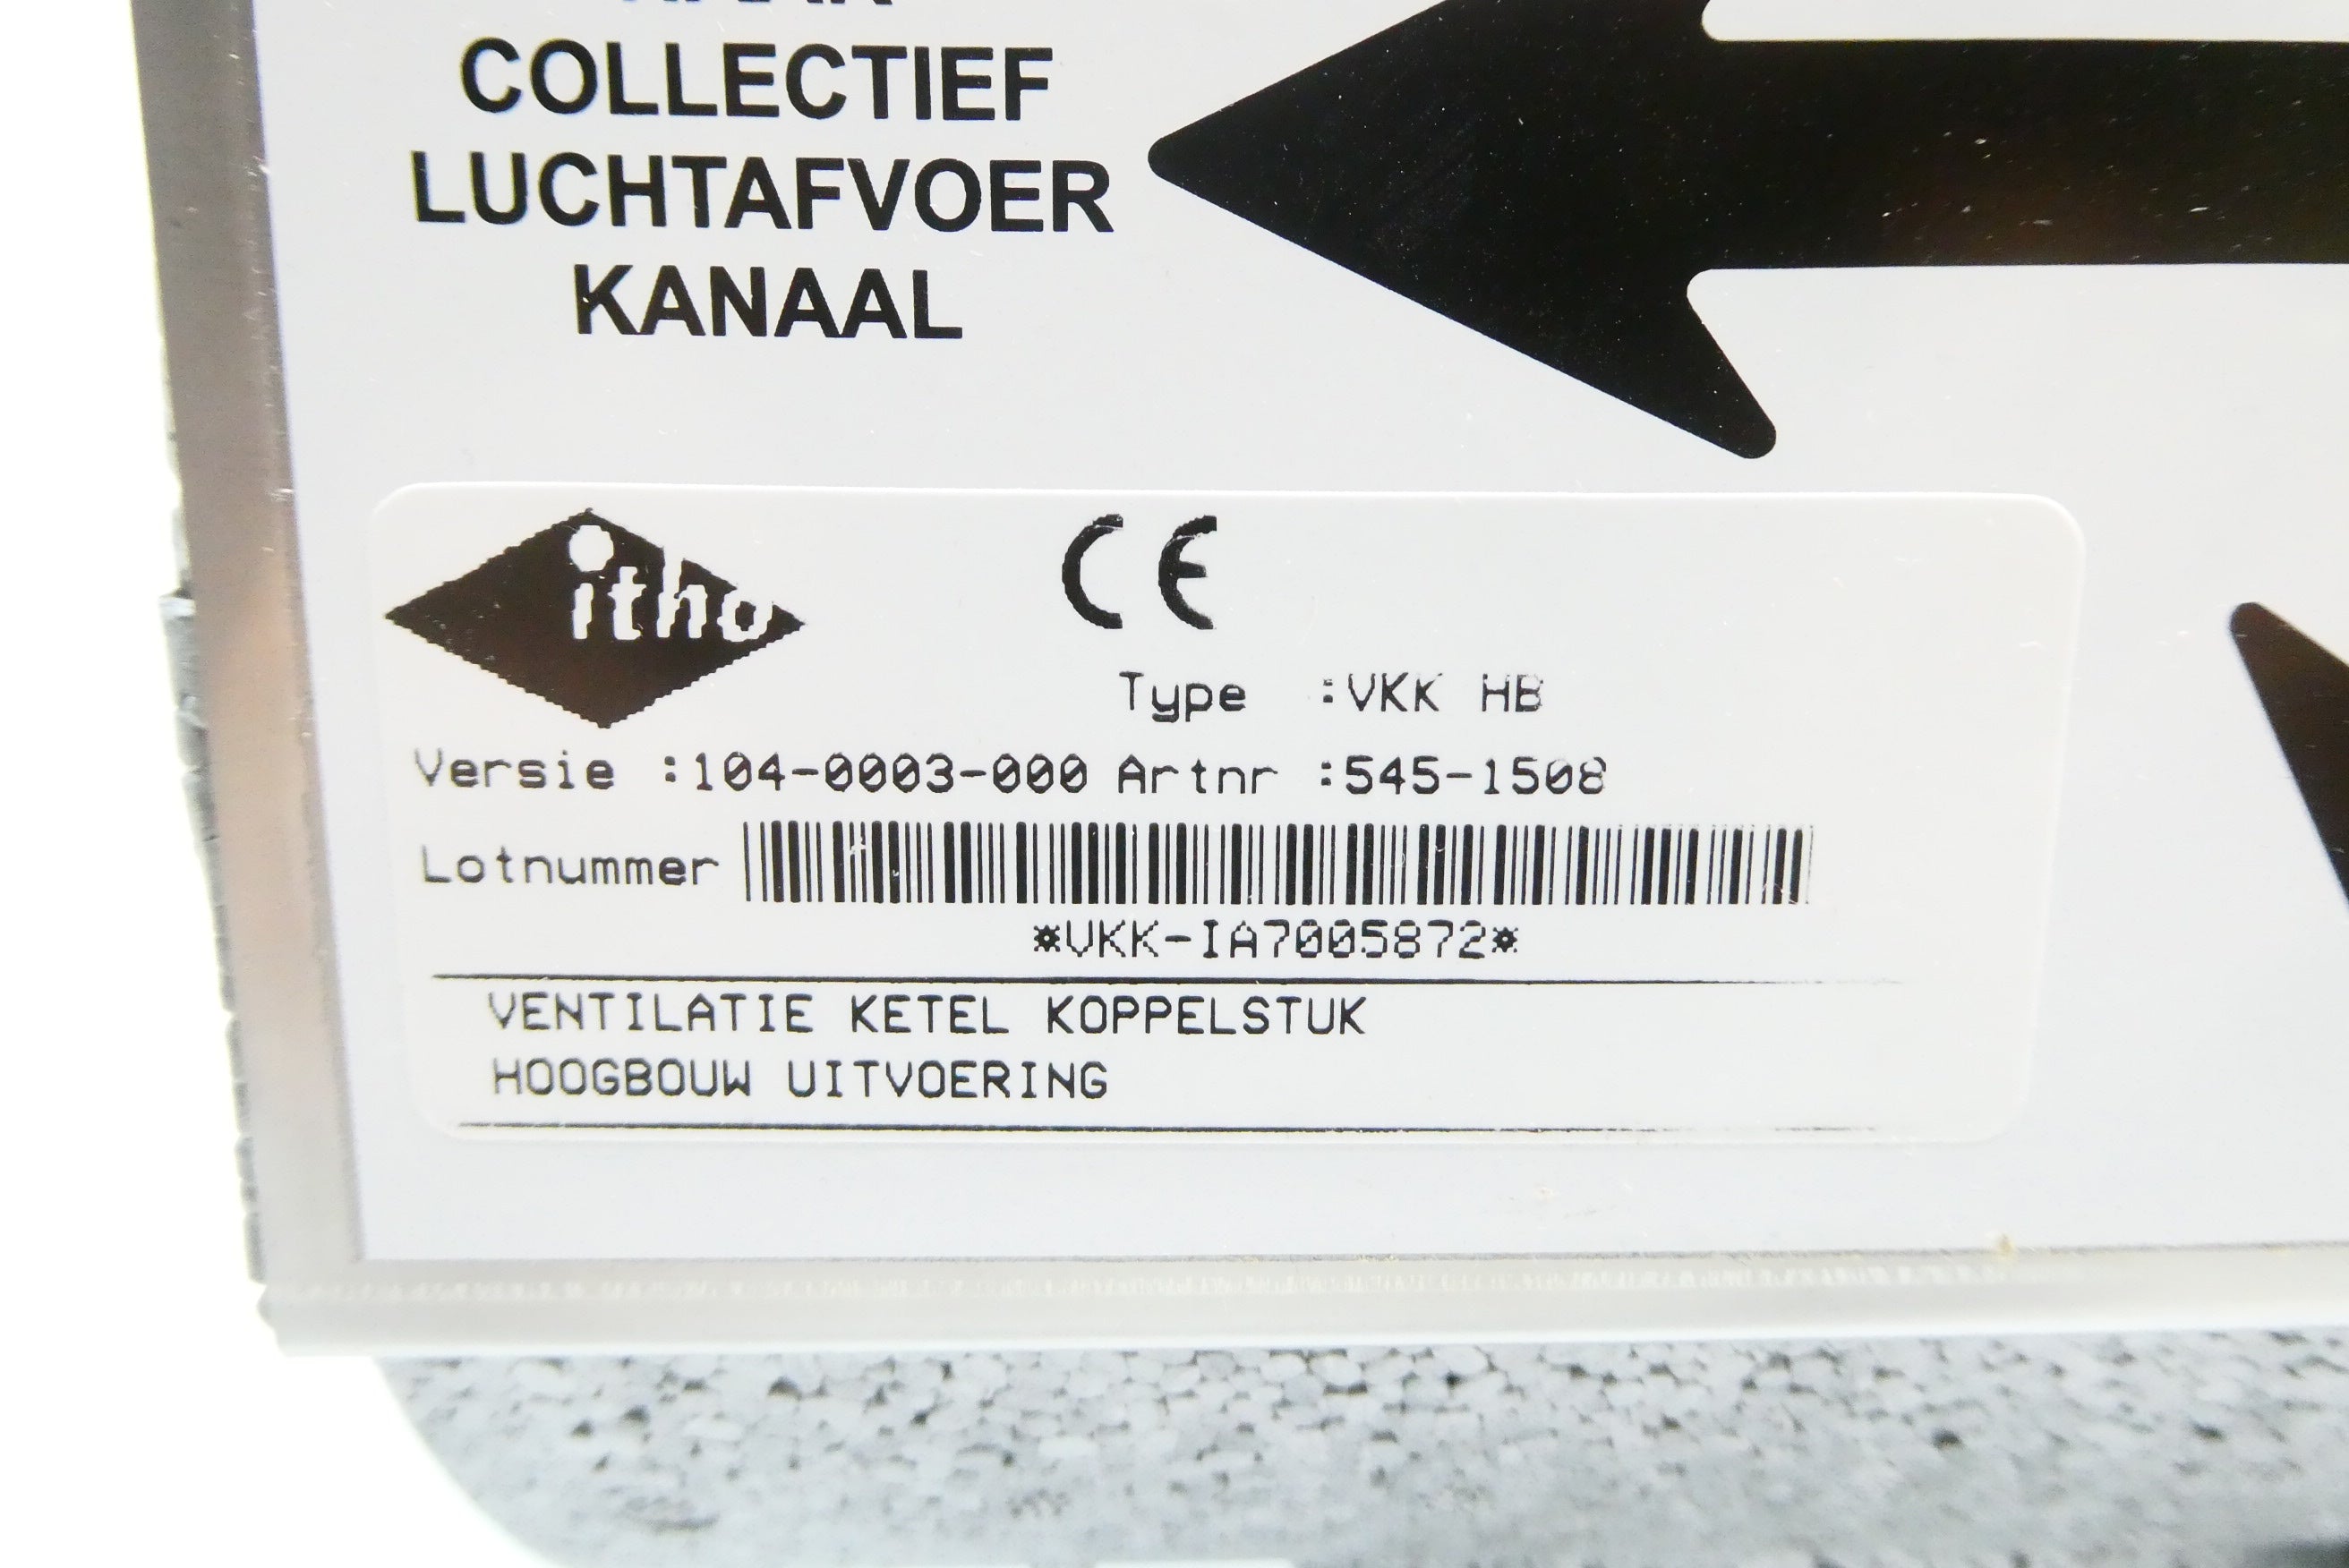 NAAR
COLLECTIEF
LUCHTAFVOER
KANAAL
itho
CE
Type :VKK HB
Versie :104-0003-000 Artnr :545-1508
Lotnummer
*VKK-IA7005872*
VENTILATIE KETEL KOPPELSTUK
HOOGBOUW UITVOERING